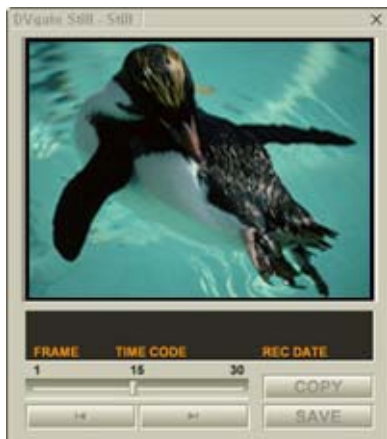 DVgate Still - Still
FRAME TIME CODE REC DATE
1 15 30
COPY
SAVE